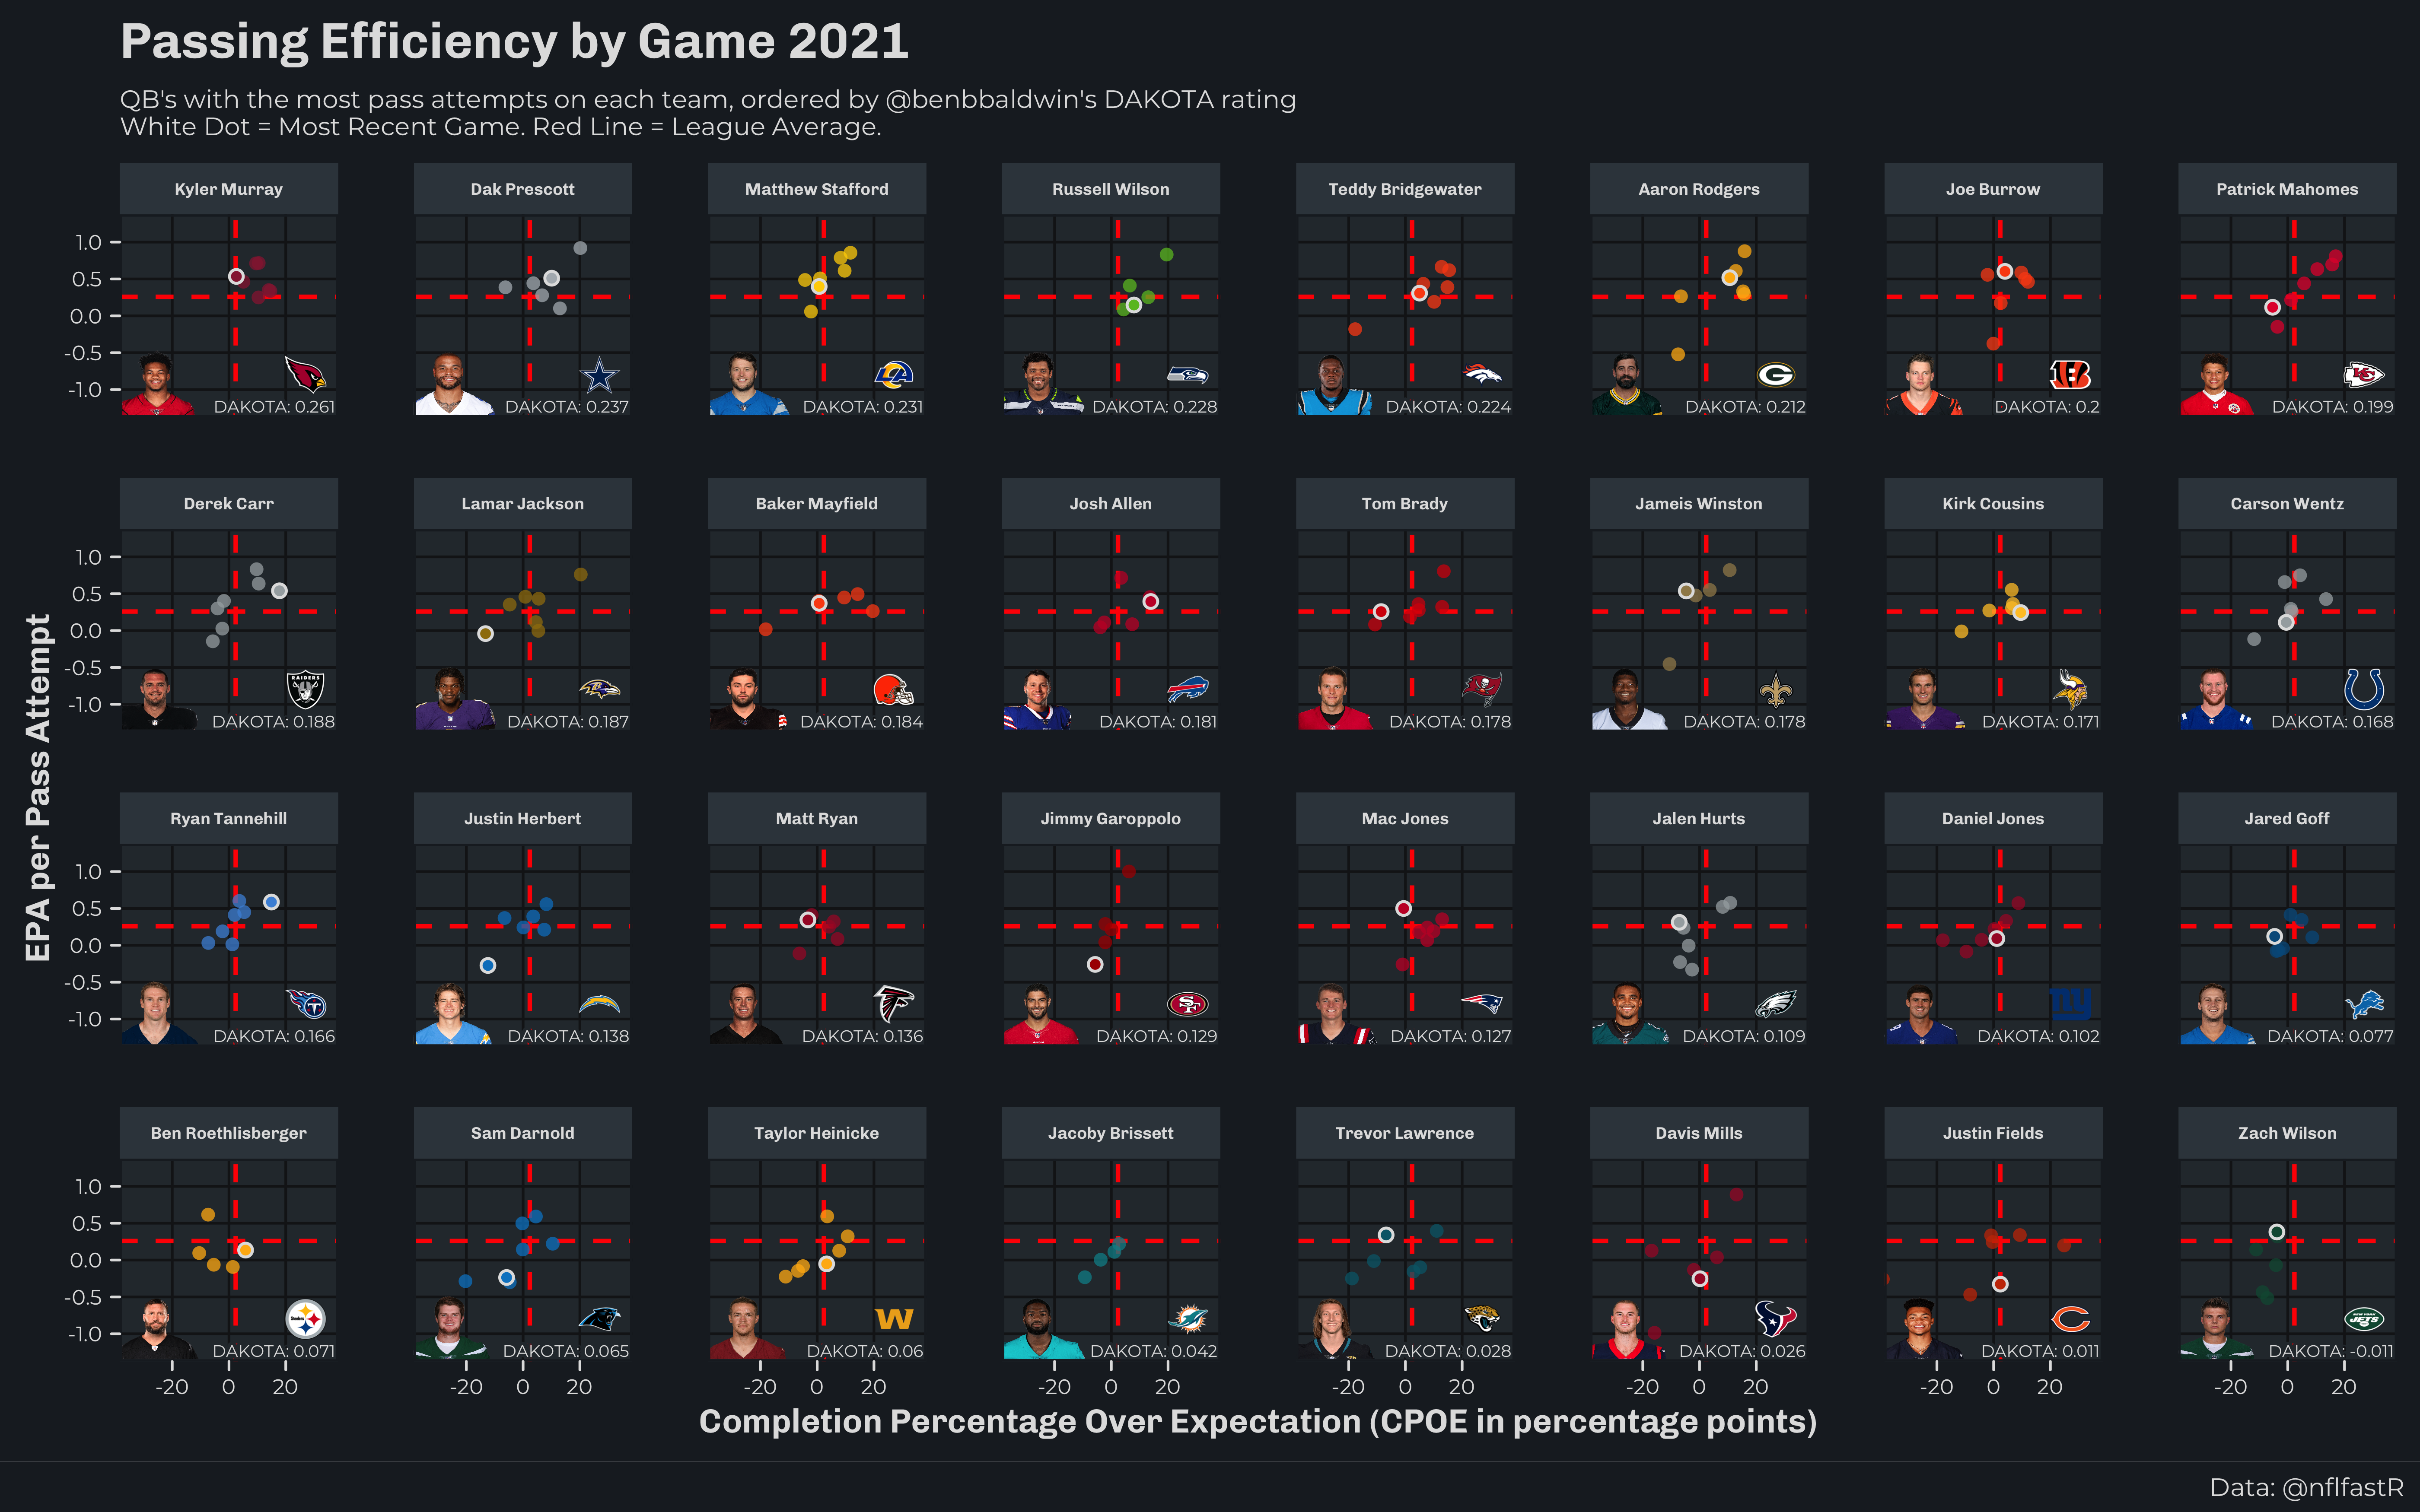 Passing Efficiency by Game 2021
QB's with the most pass attempts on each team, ordered by @benbbaldwin's DAKOTA rating
White Dot = Most Recent Game. Red Line = League Average.
Kyler Murray Dak Prescott Matthew Stafford Russell Wilson Teddy Bridgewater Aaron Rodgers Joe Burrow Patrick Mahomes
1.0
0.5
0.0
-0.5
-1.0
DAKOTA: 0.261 DAKOTA: 0.237 DAKOTA: 0.231 DAKOTA: 0.228 DAKOTA: 0.224 DAKOTA: 0.212 DAKOTA: 0.2 DAKOTA: 0.199
Derek Carr Lamar Jackson Baker Mayfield Josh Allen Tom Brady Jameis Winston Kirk Cousins Carson Wentz
1.0
0.5
0.0
-0.5
RAIDERS
-1.0
DAKOTA: 0.188 DAKOTA: 0.187 DAKOTA: 0.184 DAKOTA: 0.181 DAKOTA: 0.178 DAKOTA: 0.178 DAKOTA: 0.171 DAKOTA: 0.168
EPA per Pass Attempt
Ryan Tannehill Justin Herbert Matt Ryan Jimmy Garoppolo Mac Jones Jalen Hurts Daniel Jones Jared Goff
1.0
0.5
0.0
-0.5
-1.0
SF ny
DAKOTA: 0.166 DAKOTA: 0.138 DAKOTA: 0.136 DAKOTA: 0.129 DAKOTA: 0.127 DAKOTA: 0.109 DAKOTA: 0.102 DAKOTA: 0.077
Ben Roethlisberger Sam Darnold Taylor Heinicke Jacoby Brissett Trevor Lawrence Davis Mills Justin Fields Zach Wilson
1.0
0.5
0.0
-0.5
-1.0
Steelers W C NEW YORK JETS
DAKOTA: 0.071 DAKOTA: 0.065 DAKOTA: 0.06 DAKOTA: 0.042 DAKOTA: 0.028 DAKOTA: 0.026 DAKOTA: 0.011 DAKOTA: -0.011
-20 0 20 -20 0 20 -20 0 20 -20 0 20 -20 0 20 -20 0 20 -20 0 20 -20 0 20
Completion Percentage Over Expectation (CPOE in percentage points)
Data: @nflfastR